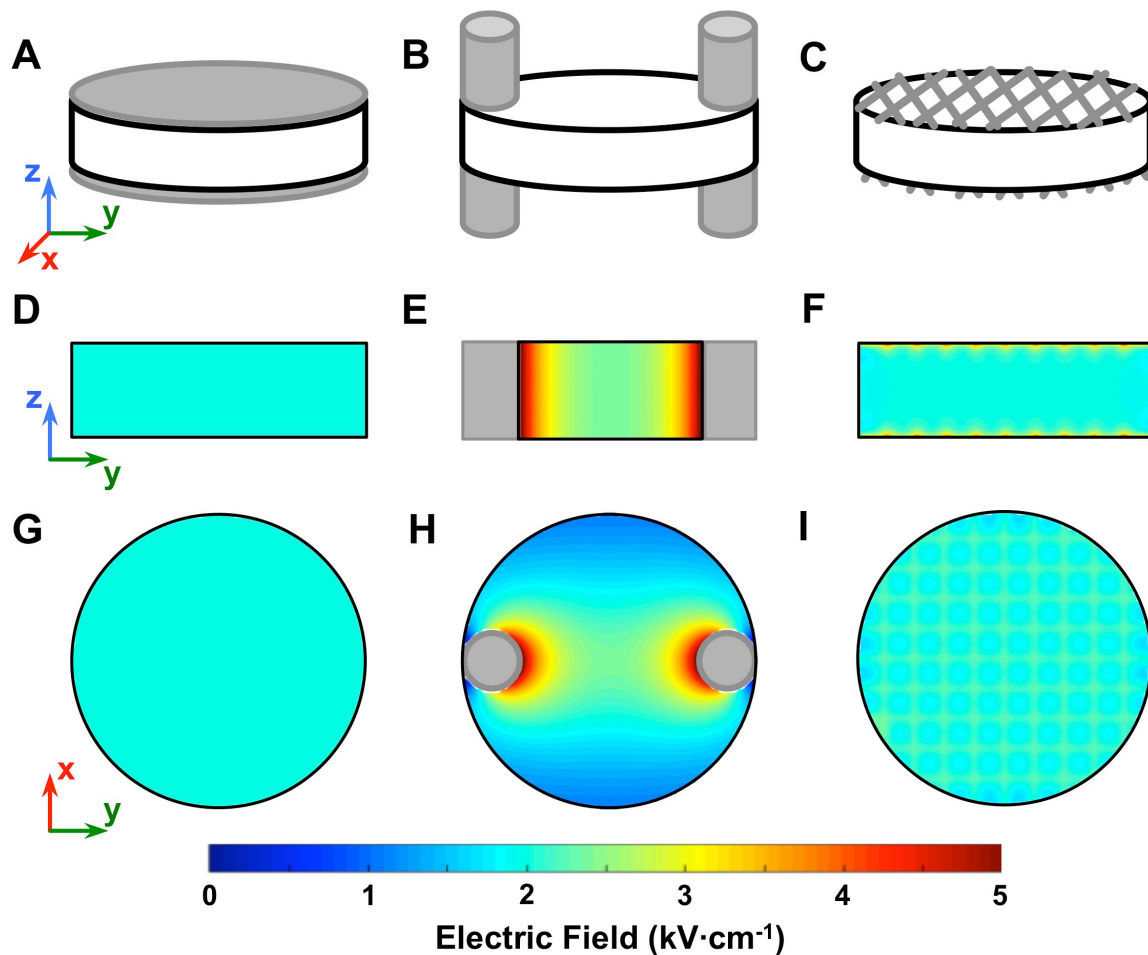 A B C
z
y
x
D E F
z
y
G H I
x
y
0 1 2 3 4 5
Electric Field (kV·cm⁻¹)